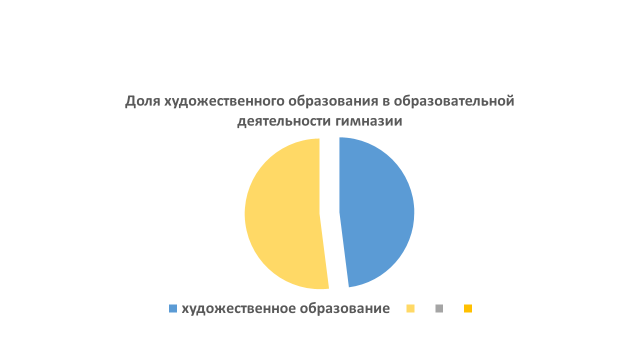 Доля художественного образования в образовательной
деятельности гимназии
художественное образование